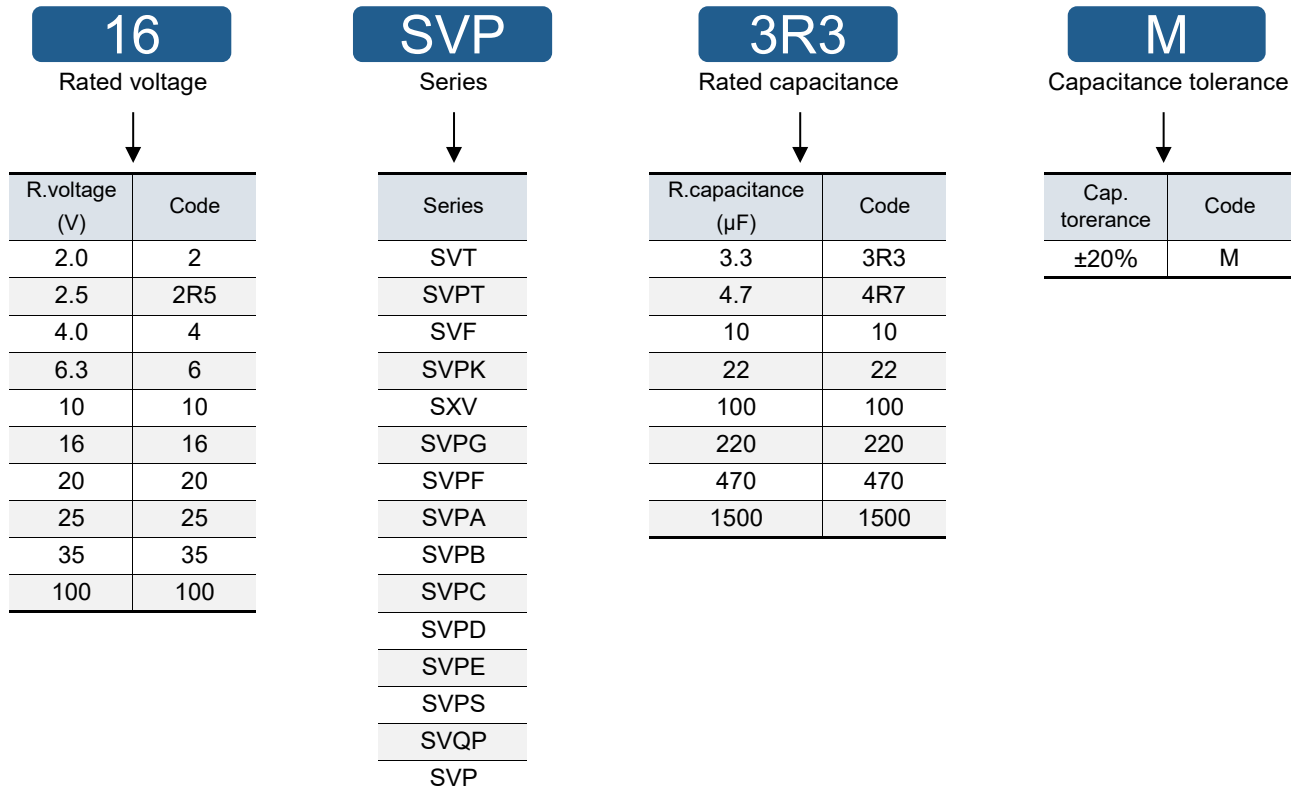 16 SVP 3R3 M
Rated voltage Series Rated capacitance Capacitance tolerance
R.voltage
(V) Code
2.0 2
2.5 2R5
4.0 4
6.3 6
10 10
16 16
20 20
25 25
35 35
100 100
Series
SVT
SVPT
SVF
SVPK
SXV
SVPG
SVPF
SVPA
SVPB
SVPC
SVPD
SVPE
SVPS
SVQP
SVP
R.capacitance
(μF) Code
3.3 3R3
4.7 4R7
10 10
22 22
100 100
220 220
470 470
1500 1500
Cap.
torerance Code
±20% M